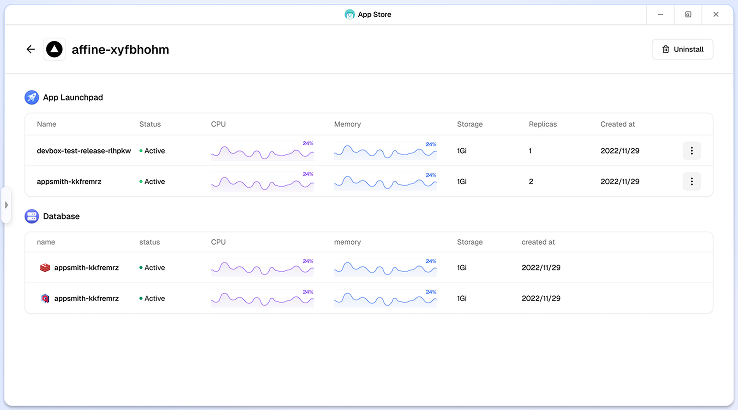 App Store
affine-xyfbhohm
Uninstall
App Launchpad
Name Status CPU Memory Storage Replicas Created at
devbox-test-release-rlhpkw Active 24% 24% 1Gi 1 2022/11/29
appsmith-kkfremrz Active 24% 24% 1Gi 2 2022/11/29
Database
name status CPU memory Storage created at
appsmith-kkfremrz Active 24% 24% 1Gi 2022/11/29
appsmith-kkfremrz Active 24% 24% 1Gi 2022/11/29